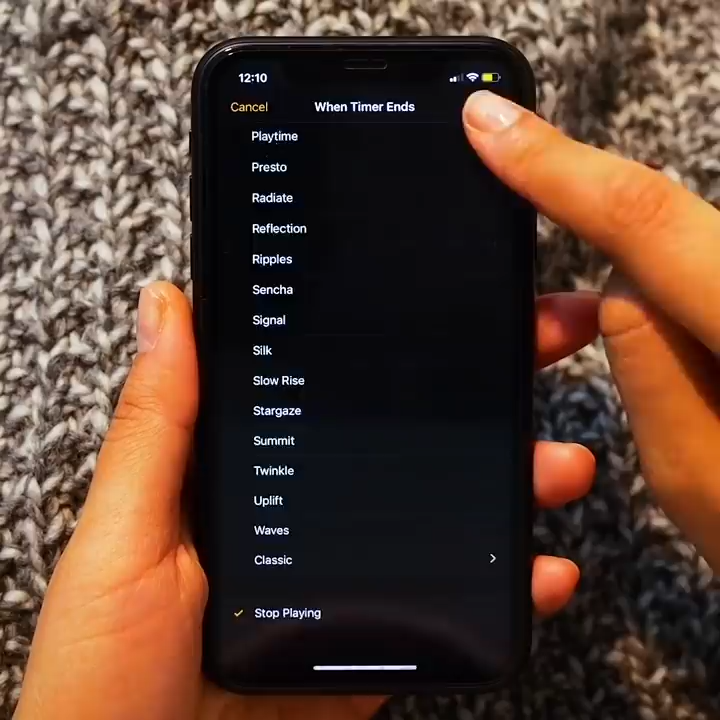 12:10
Cancel
When Timer Ends
Playtime
Presto
Radiate
Reflection
Ripples
Sencha
Signal
Silk
Slow Rise
Stargaze
Summit
Twinkle
Uplift
Waves
Classic
Stop Playing